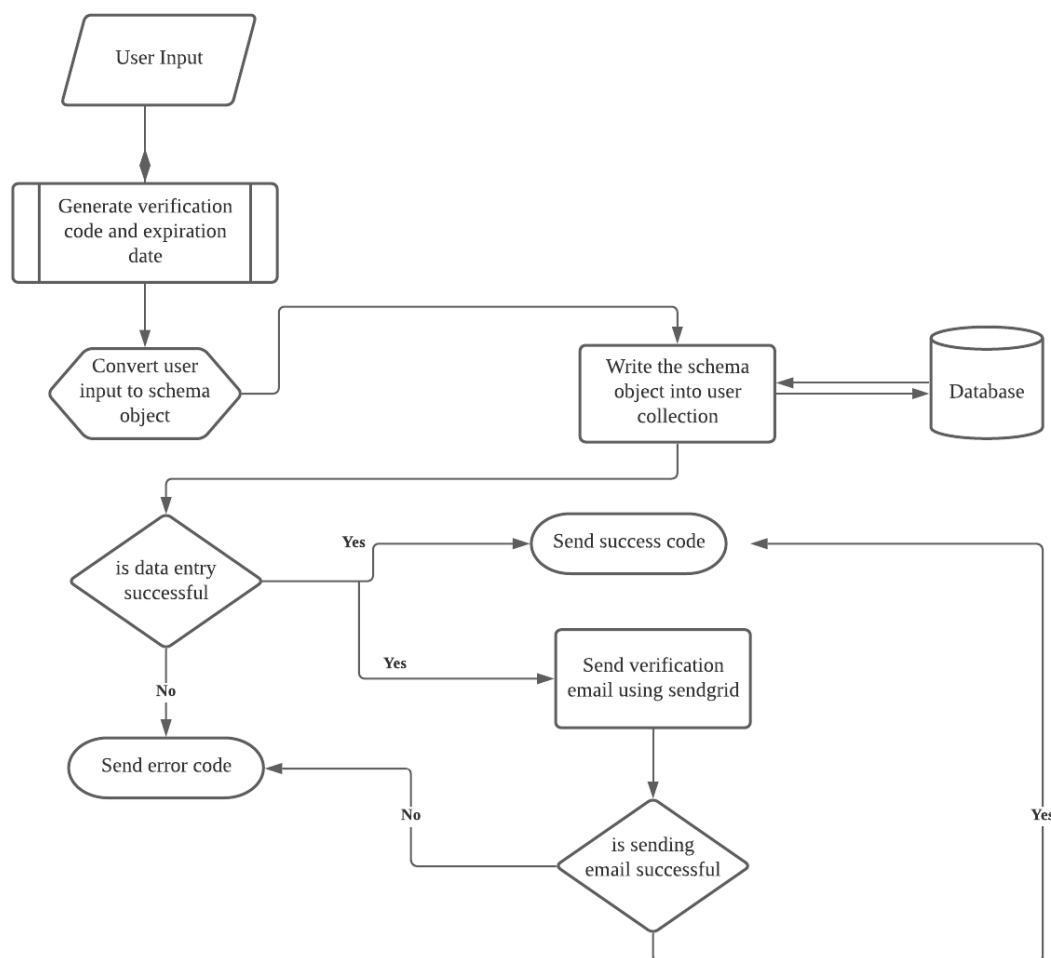 User Input
Generate verification
code and expiration
date
Convert user
input to schema
object
Write the schema
object into user
collection
Database
is data entry
successful
Yes
Send success code
Yes
Send verification
email using sendgrid
No
Send error code
No
is sending
email successful
Yes